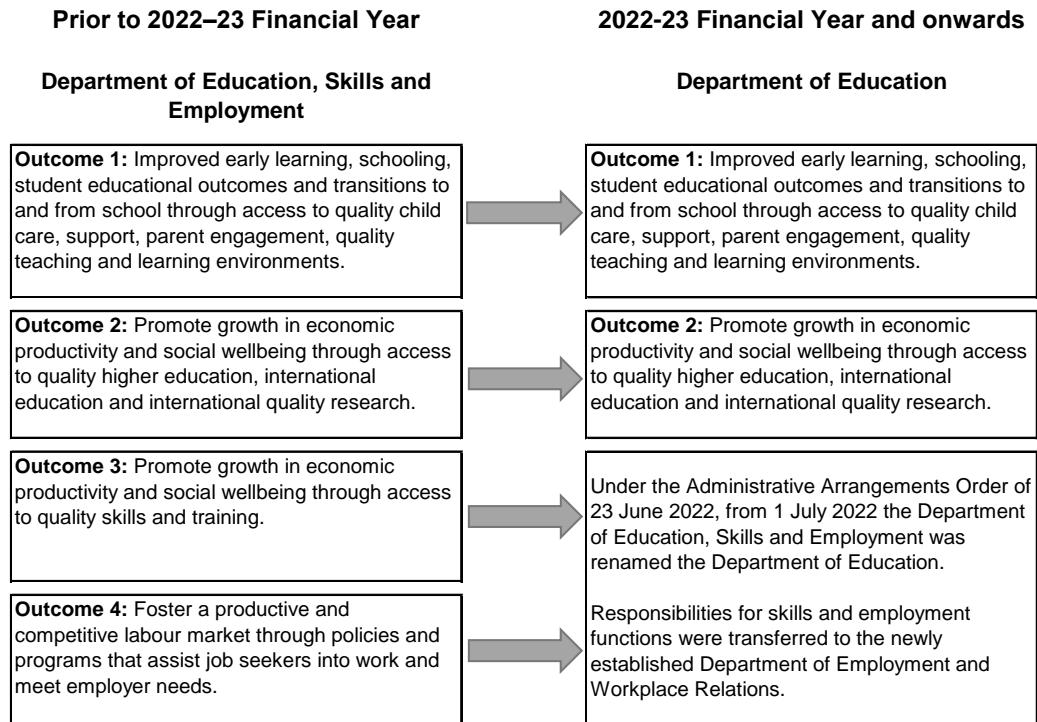 Prior to 2022–23 Financial Year
2022-23 Financial Year and onwards
Department of Education, Skills and
Employment
Department of Education
Outcome 1: Improved early learning, schooling,
student educational outcomes and transitions to
and from school through access to quality child
care, support, parent engagement, quality
teaching and learning environments.
Outcome 1: Improved early learning, schooling,
student educational outcomes and transitions to
and from school through access to quality child
care, support, parent engagement, quality
teaching and learning environments.
Outcome 2: Promote growth in economic
productivity and social wellbeing through access
to quality higher education, international
education and international quality research.
Outcome 2: Promote growth in economic
productivity and social wellbeing through access
to quality higher education, international
education and international quality research.
Outcome 3: Promote growth in economic
productivity and social wellbeing through access
to quality skills and training.
Outcome 4: Foster a productive and
competitive labour market through policies and
programs that assist job seekers into work and
meet employer needs.
Under the Administrative Arrangements Order of
23 June 2022, from 1 July 2022 the Department
of Education, Skills and Employment was
renamed the Department of Education.
Responsibilities for skills and employment
functions were transferred to the newly
established Department of Employment and
Workplace Relations.